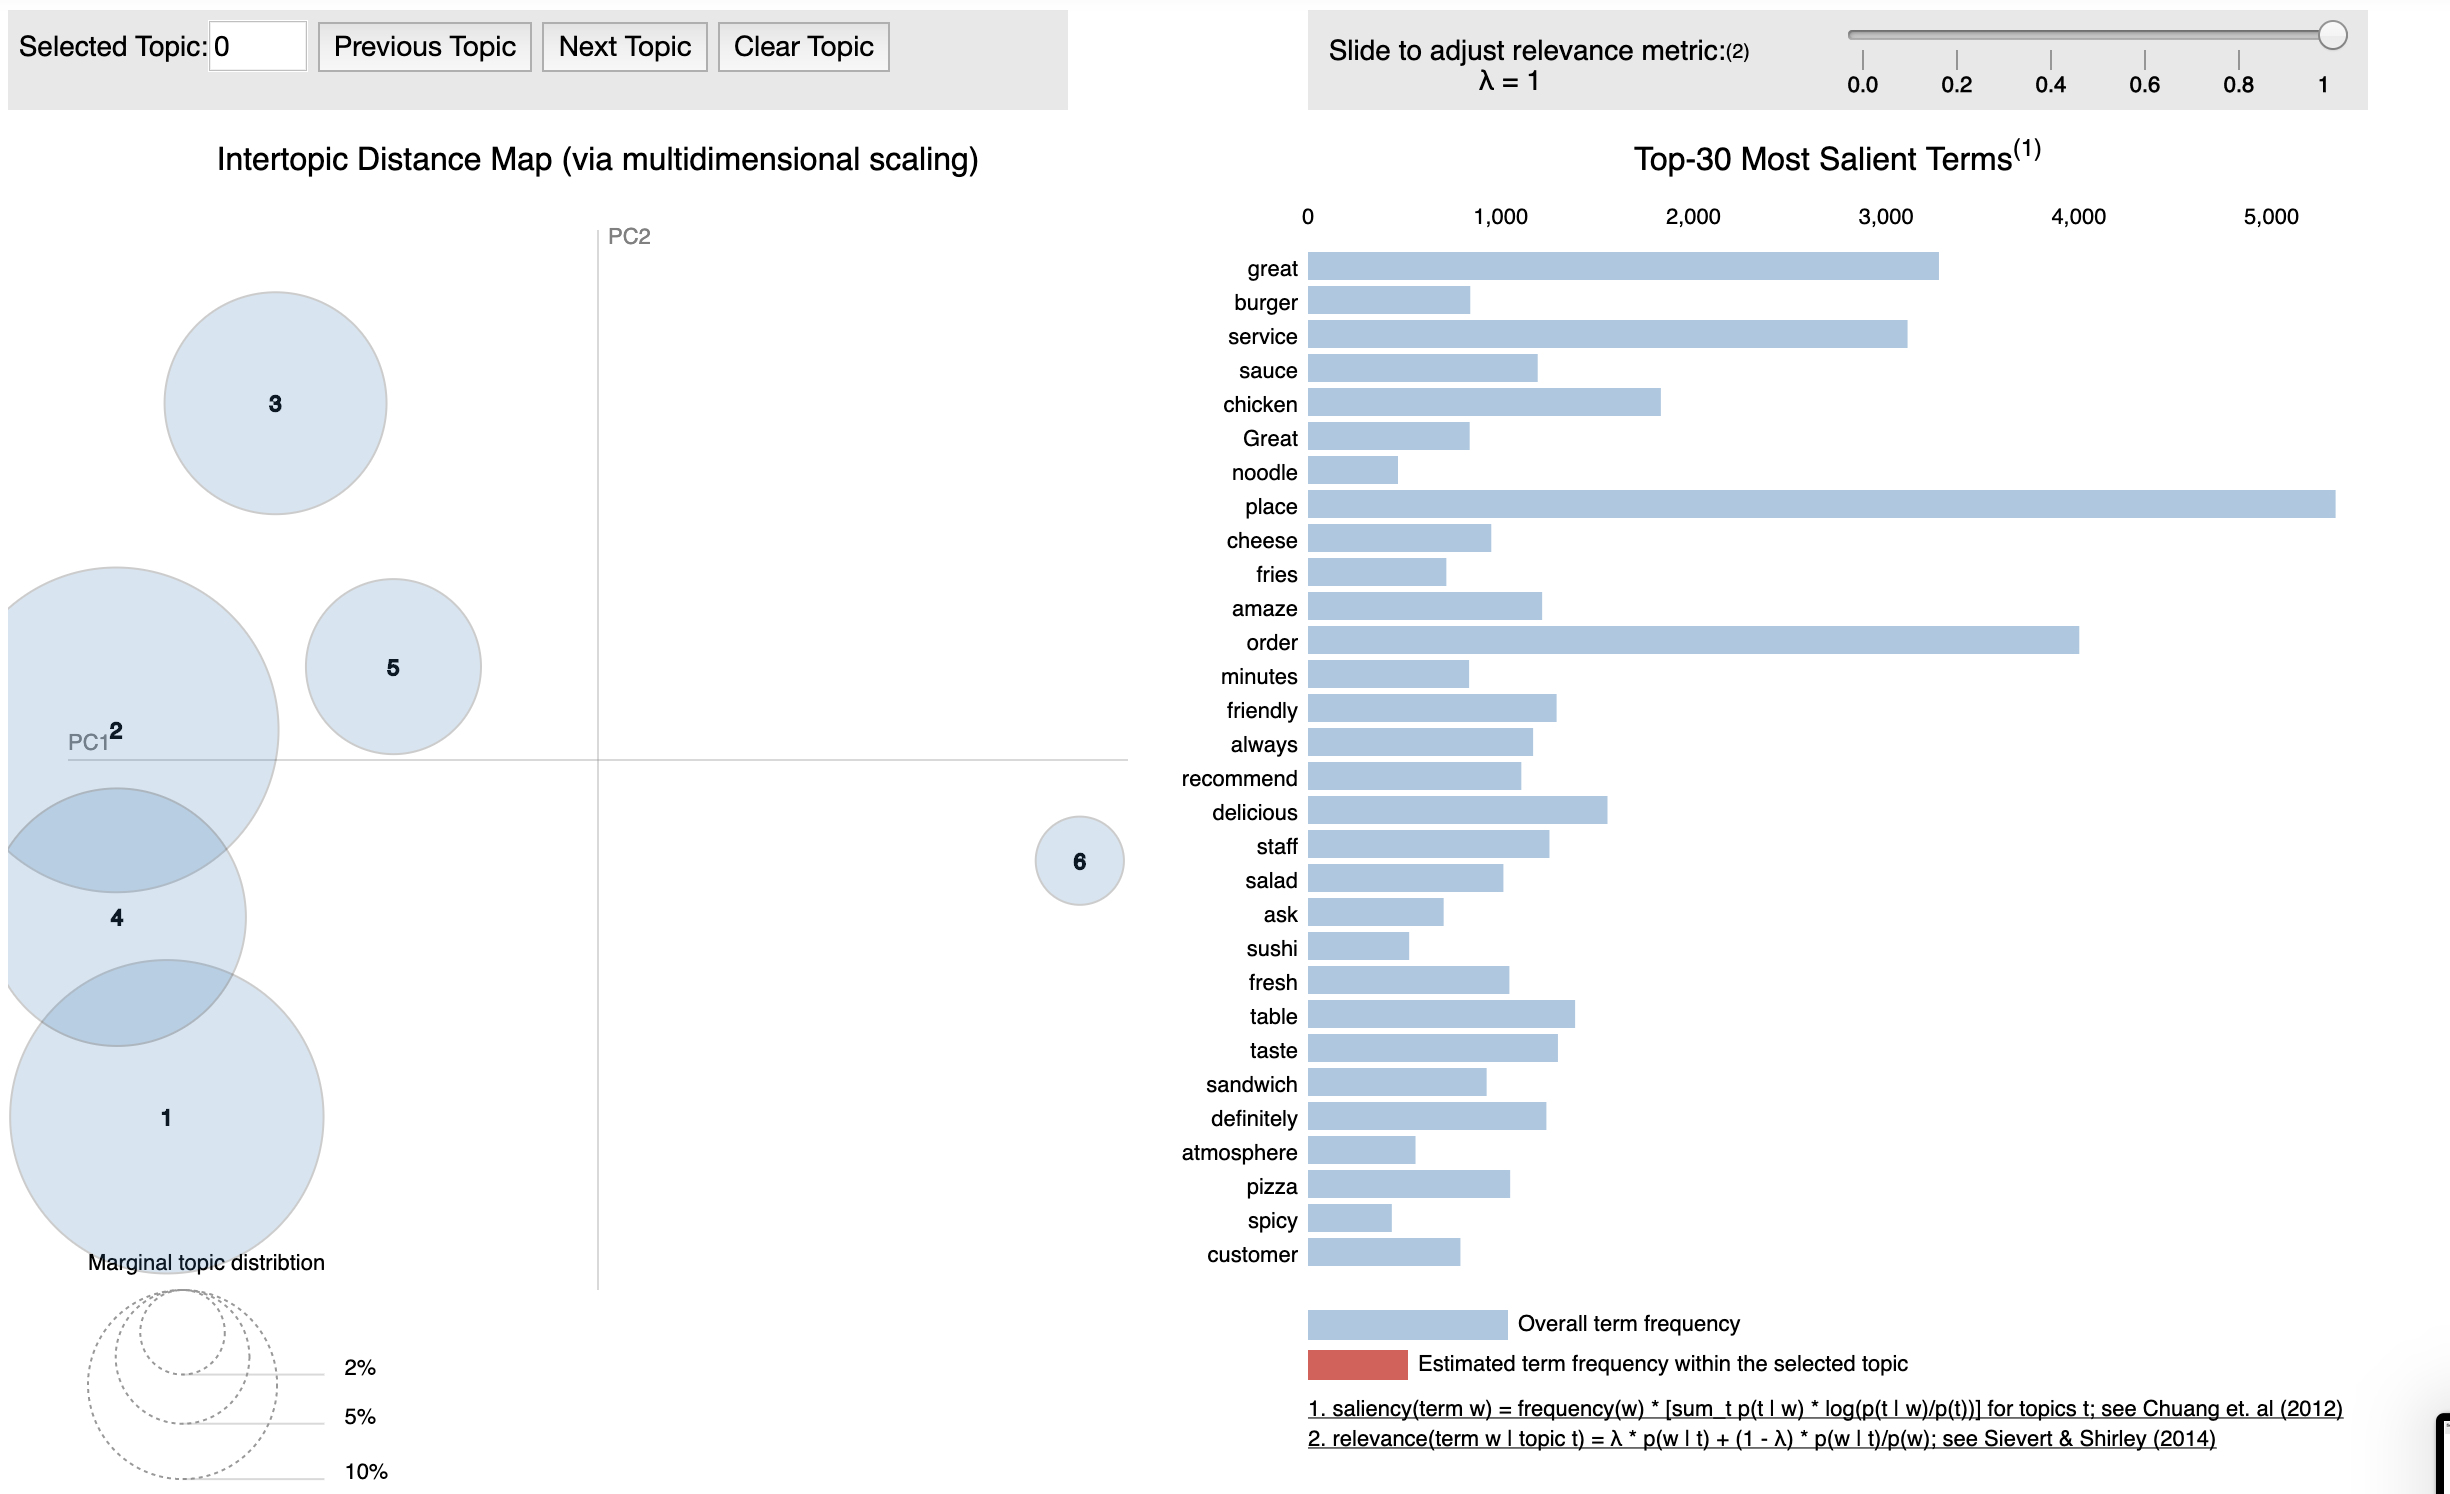 Selected Topic: 0 Previous Topic Next Topic Clear Topic
Slide to adjust relevance metric:(2)
λ = 1
0.0 0.2 0.4 0.6 0.8 1
Intertopic Distance Map (via multidimensional scaling)
PC2
3
5
2
PC1
6
4
1
Marginal topic distribtion
2%
5%
10%
Top-30 Most Salient Terms(1)
0 1,000 2,000 3,000 4,000 5,000
great
burger
service
sauce
chicken
Great
noodle
place
cheese
fries
amaze
order
minutes
friendly
always
recommend
delicious
staff
salad
ask
sushi
fresh
table
taste
sandwich
definitely
atmosphere
pizza
spicy
customer
Overall term frequency
Estimated term frequency within the selected topic
1. saliency(term w) = frequency(w) * [sum_t p(t | w) * log(p(t | w)/p(t))] for topics t; see Chuang et. al (2012)
2. relevance(term w | topic t) = λ * p(w | t) + (1 - λ) * p(w | t)/p(w); see Sievert & Shirley (2014)